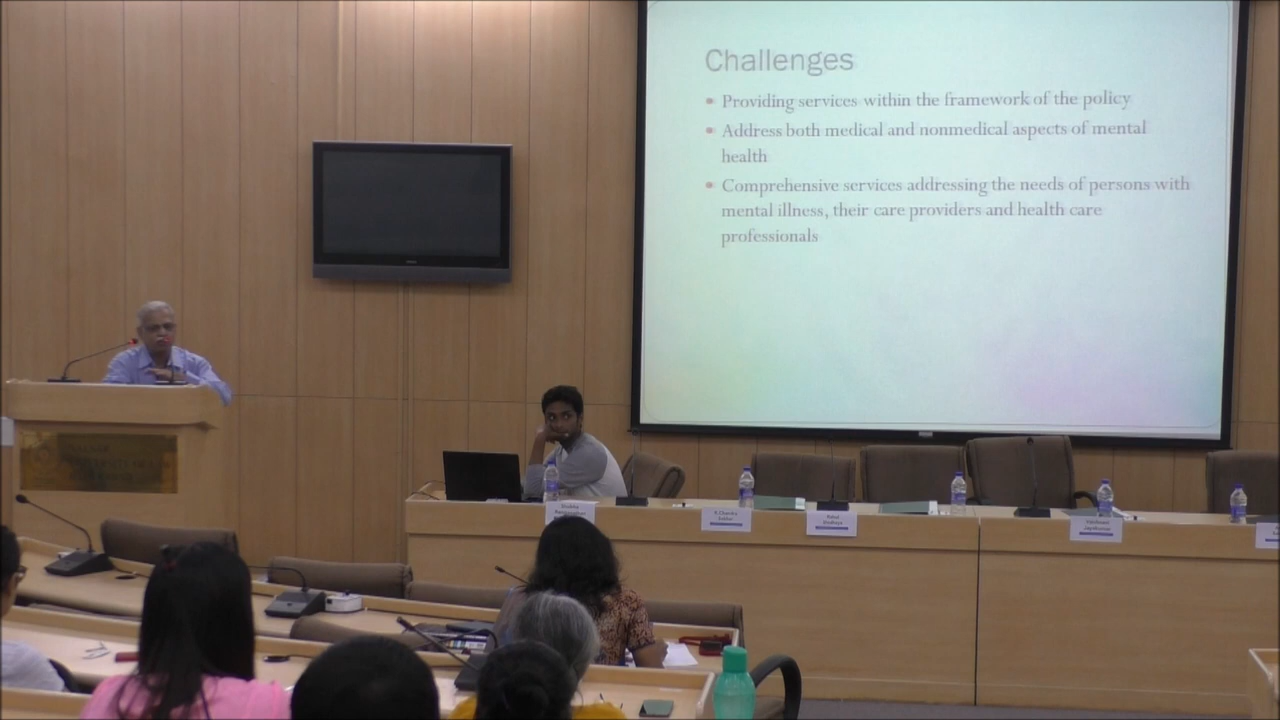 Challenges
• Providing services within the framework of the policy
• Address both medical and nonmedical aspects of mental
health
• Comprehensive services addressing the needs of persons with
mental illness, their care providers and health care
professionals